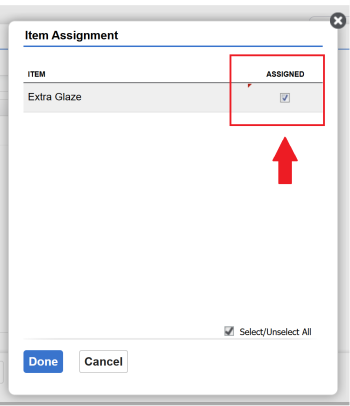 Item Assignment
ITEM ASSIGNED
Extra Glaze
Select/Unselect All
Done Cancel